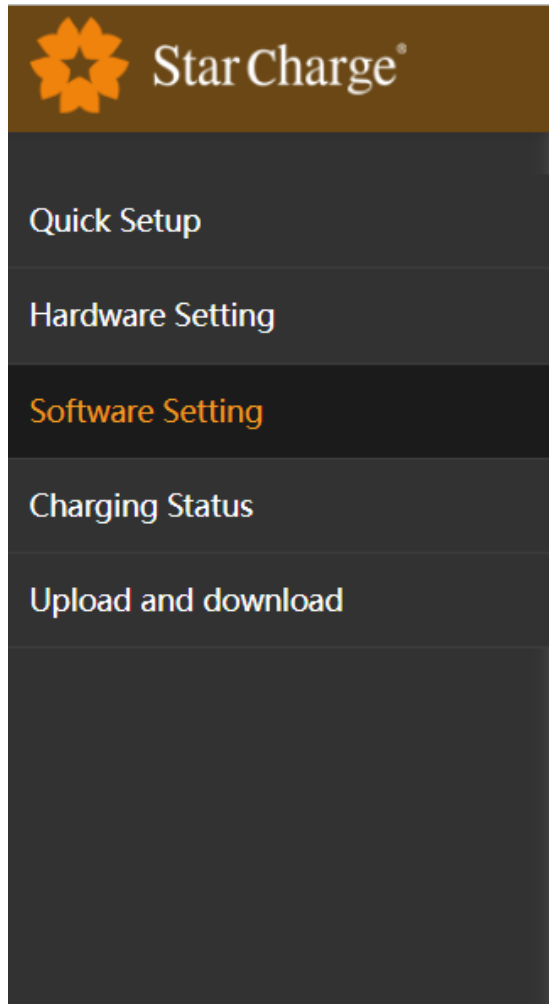 Star Charge®
Quick Setup
Hardware Setting
Software Setting
Charging Status
Upload and download